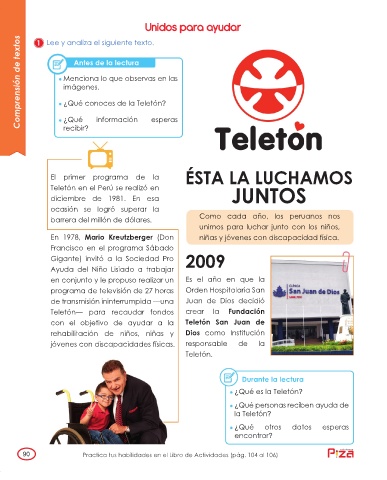 Unidos para ayudar
Comprensión de textos
1 Lee y analiza el siguiente texto.
Antes de la lectura
Menciona lo que observas en las
imágenes.
¿Qué conoces de la Teletón?
¿Qué información esperas
recibir?
Teletón
ÉSTA LA LUCHAMOS
JUNTOS
Como cada año, los peruanos nos
unimos para luchar junto con los niños,
niñas y jóvenes con discapacidad física.
El primer programa de la
Teletón en el Perú se realizó en
diciembre de 1981. En esa
ocasión se logró superar la
barrera del millón de dólares.
En 1978, Mario Kreutzberger (Don
Francisco en el programa Sábado
Gigante) invitó a la Sociedad Pro
Ayuda del Niño Lisiado a trabajar
en conjunto y le propuso realizar un
programa de televisión de 27 horas
de transmisión ininterrumpida —una
Teletón— para recaudar fondos
con el objetivo de ayudar a la
rehabilitación de niños, niñas y
jóvenes con discapacidades físicas.
2009
Es el año en que la
Orden Hospitalaria San
Juan de Dios decidió
crear la Fundación
Teletón San Juan de
Dios como Institución
responsable de la
Teletón.
San Juan de Dios
Durante la lectura
¿Qué es la Teletón?
¿Qué personas reciben ayuda de
la Teletón?
¿Qué otros datos esperas
encontrar?
90
Practica tus habilidades en el Libro de Actividades (pág. 104 al 106)
P!zA